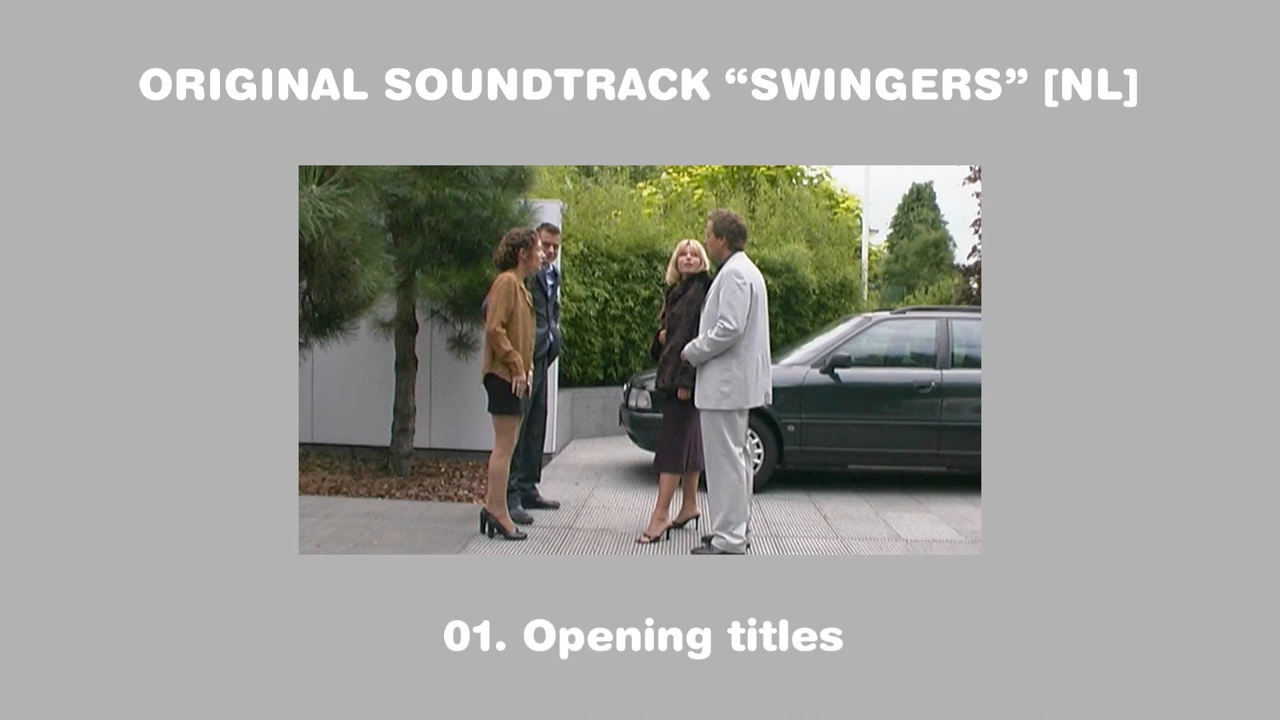 ORIGINAL SOUNDTRACK “SWINGERS” [NL]
01. Opening titles